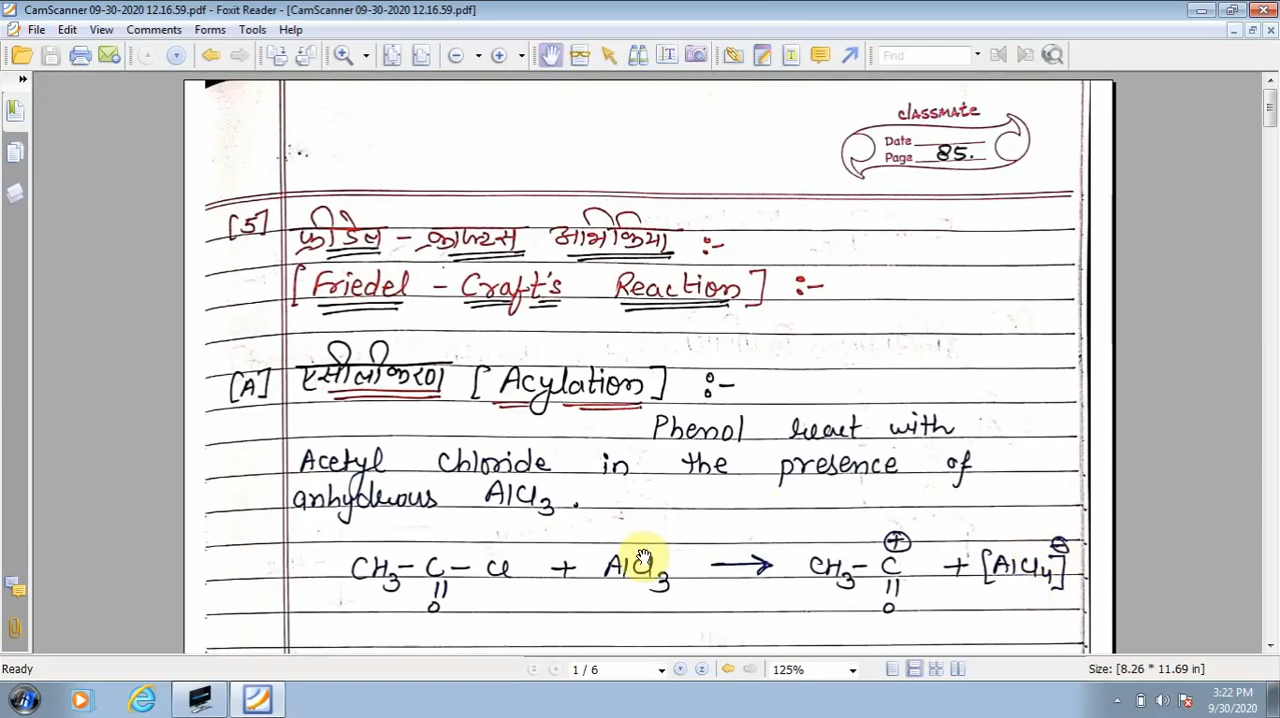 CamScanner 09-30-2020 12.16.59.pdf - Foxit Reader - [CamScanner 09-30-2020 12.16.59.pdf]
File Edit View Comments Forms Tools Help
Find
classmate
Date
Page 85.
[5] फ्रीडेल - क्राफ्टस अभिक्रिया :-
[Friedel - Craft's Reaction] :-
[A] एसीलीकरण [Acylation] :-
Phenol react with
Acetyl Chloride in the presence of
anhydrous AlCl3.
CH3 - C - Cl + AlCl3 → CH3 - C + [AlCl4]
⊕ ⊖
|| ||
O O
Ready 1 / 6 125% Size: [8.26 * 11.69 in]
3:22 PM
9/30/2020